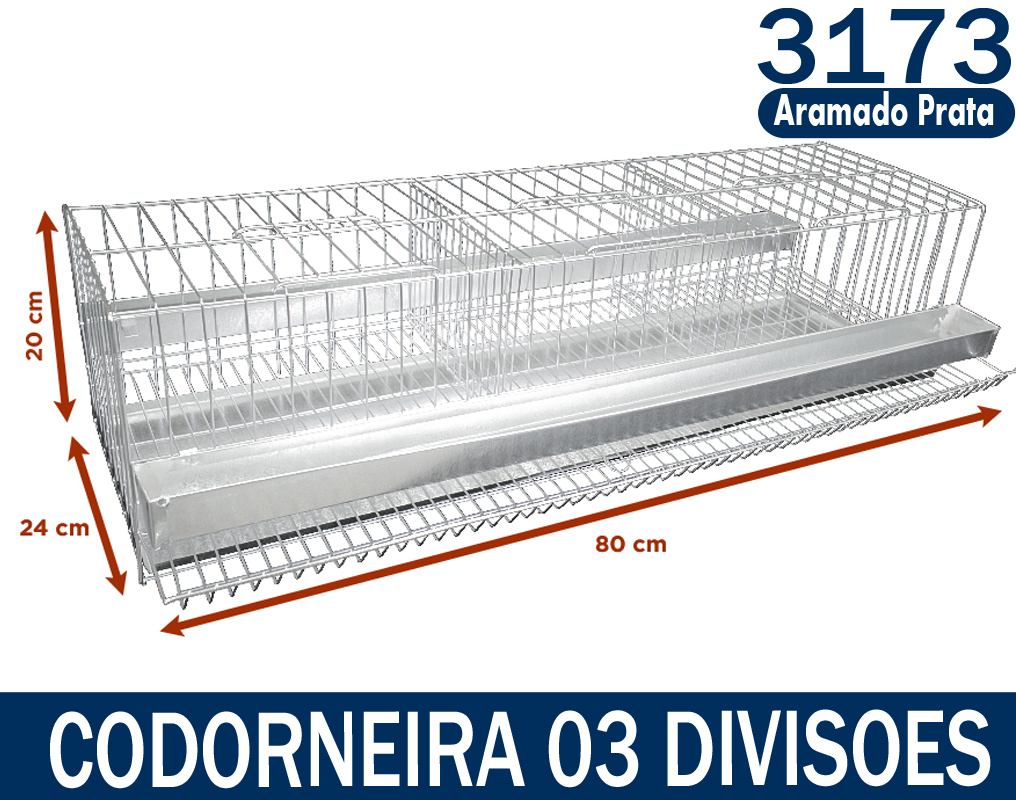 3173
Aramado Prata
20 cm
24 cm
80 cm
CODORNEIRA 03 DIVISOES